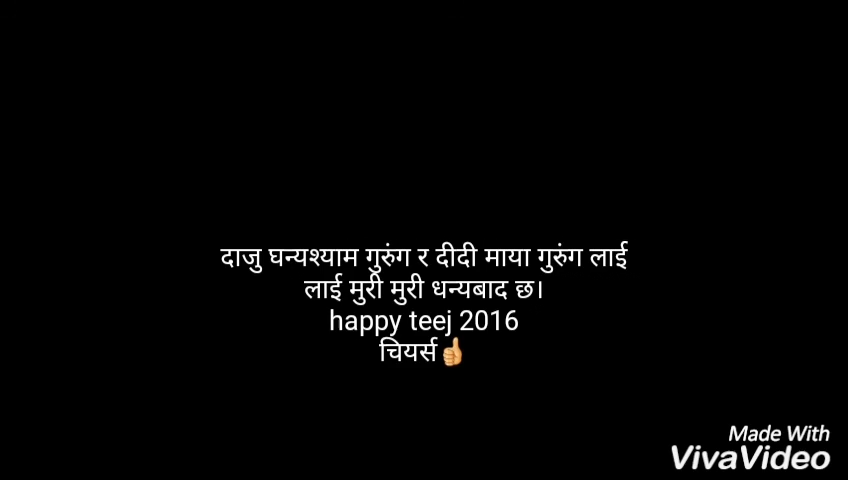 दाजु घन्यश्याम गुरुंग र दीदी माया गुरुंग लाई
लाई मुरी मुरी धन्यबाद छ।
happy teej 2016
चियर्स👍
Made With
VivaVideo